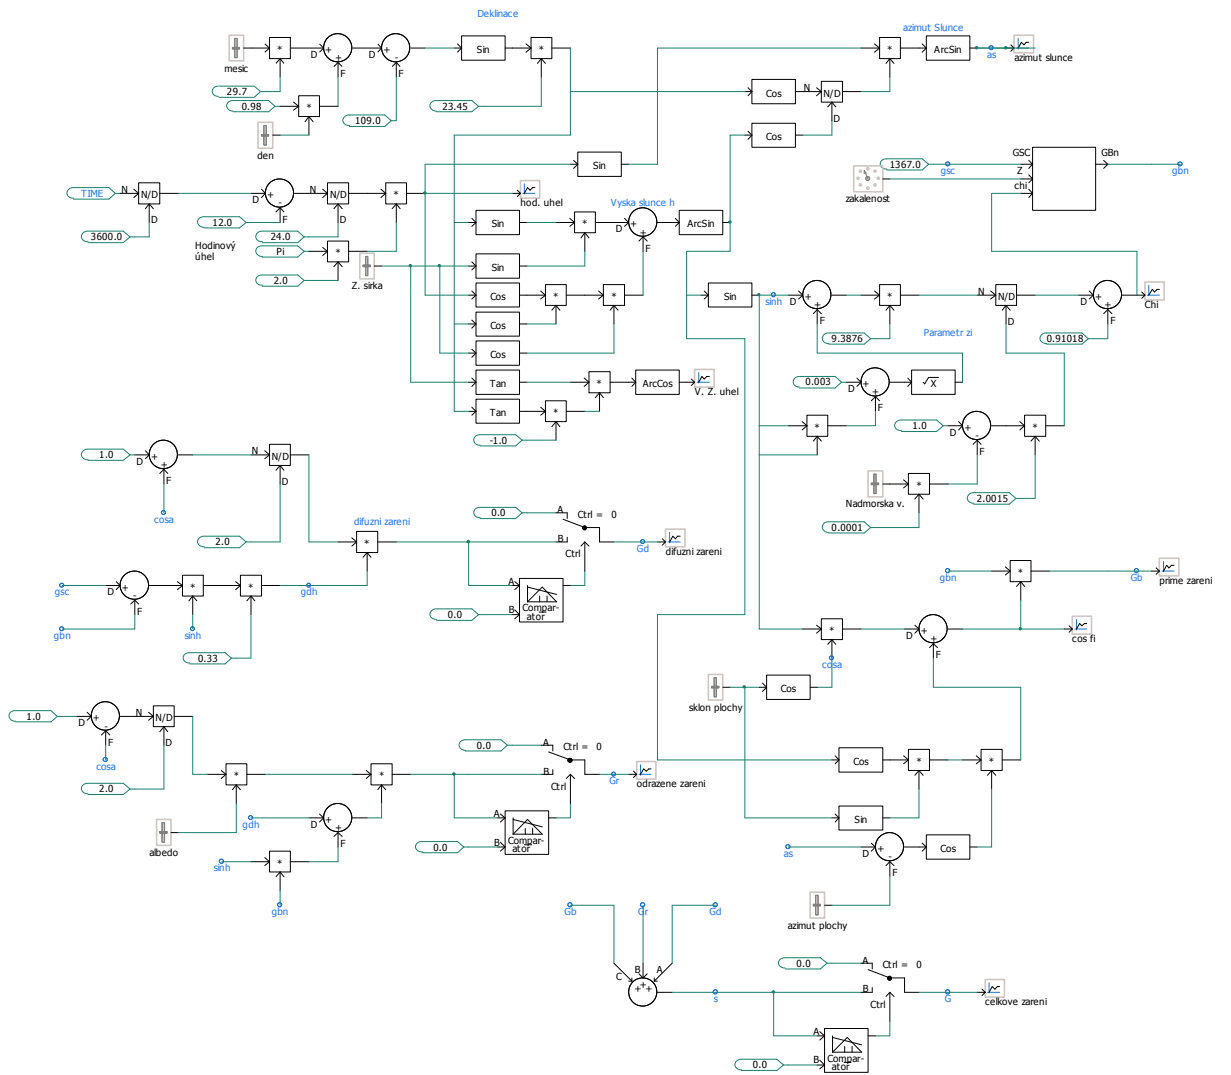 Deklinace
azimut Slunce
*
D
+
+
F
D
+
-
F
Sin
*
*
ArcSin
as
azimut slunce
mesic
29.7
0.98
*
109.0
23.45
Cos
N
N/D
D
den
Cos
Sin
GSC
Z
chi
GBn
1367.0
gsc
gbn
zakalenost
TIME
N
N/D
D
D
+
-
F
N
N/D
D
*
hod. uhel
12.0
3600.0
24.0
Hodinový
úhel
Pi
*
2.0
Z. sirka
Vyska slunce h
Sin
*
D
+
+
F
ArcSin
Sin
Cos
*
*
Cos
Cos
Tan
*
ArcCos
V. Z. uhel
Tan
*
-1.0
Sin
sinh
D
+
+
F
*
N
N/D
D
D
+
+
F
Chi
9.3876
Parametr zi
0.91018
0.003
D
+
+
F
√X
*
1.0
D
+
-
F
*
Nadmorska v.
*
2.0015
0.0001
1.0
D
+
+
F
N
N/D
D
cosa
2.0
difuzni zareni
*
0.0
A
Ctrl = 0
B
Ctrl
Gd
difuzni zareni
gsc
D
+
-
F
*
*
gdh
A
B
Compar-
ator
0.0
gbn
sinh
0.33
gbn
*
Gb
prime zareni
*
D
+
+
F
cos fi
cosa
sklon plochy
Cos
1.0
D
+
-
F
N
N/D
D
cosa
2.0
*
*
0.0
A
Ctrl = 0
B
Ctrl
Gr
odrazene zareni
Cos
*
*
albedo
gdh
D
+
+
F
A
B
Compar-
ator
0.0
Sin
sinh
*
gbn
as
D
+
-
F
Cos
azimut plochy
Gb
Gr
Gd
C
B
A
+
+
+
s
0.0
A
Ctrl = 0
B
Ctrl
G
celkove zareni
A
B
Compar-
ator
0.0